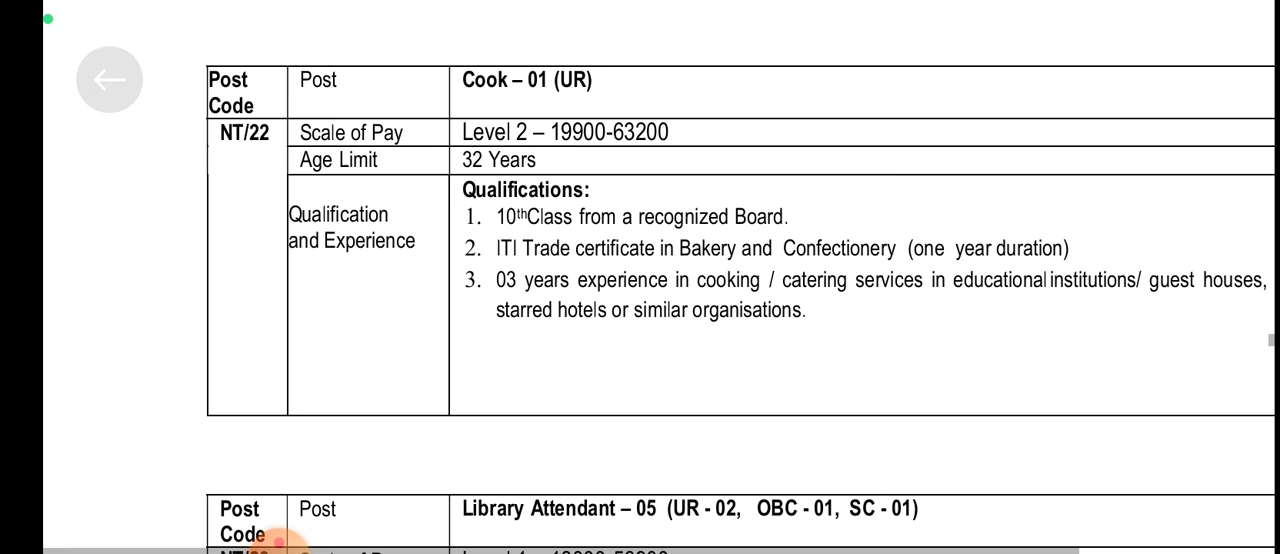 Post Post Cook – 01 (UR)
Code
NT/22 Scale of Pay Level 2 – 19900-63200
Age Limit 32 Years
Qualification and Experience
Qualifications:
1. 10thClass from a recognized Board.
2. ITI Trade certificate in Bakery and Confectionery (one year duration)
3. 03 years experience in cooking / catering services in educational institutions/ guest houses,
starred hotels or similar organisations.
Post Post Library Attendant – 05 (UR - 02, OBC - 01, SC - 01)
Code